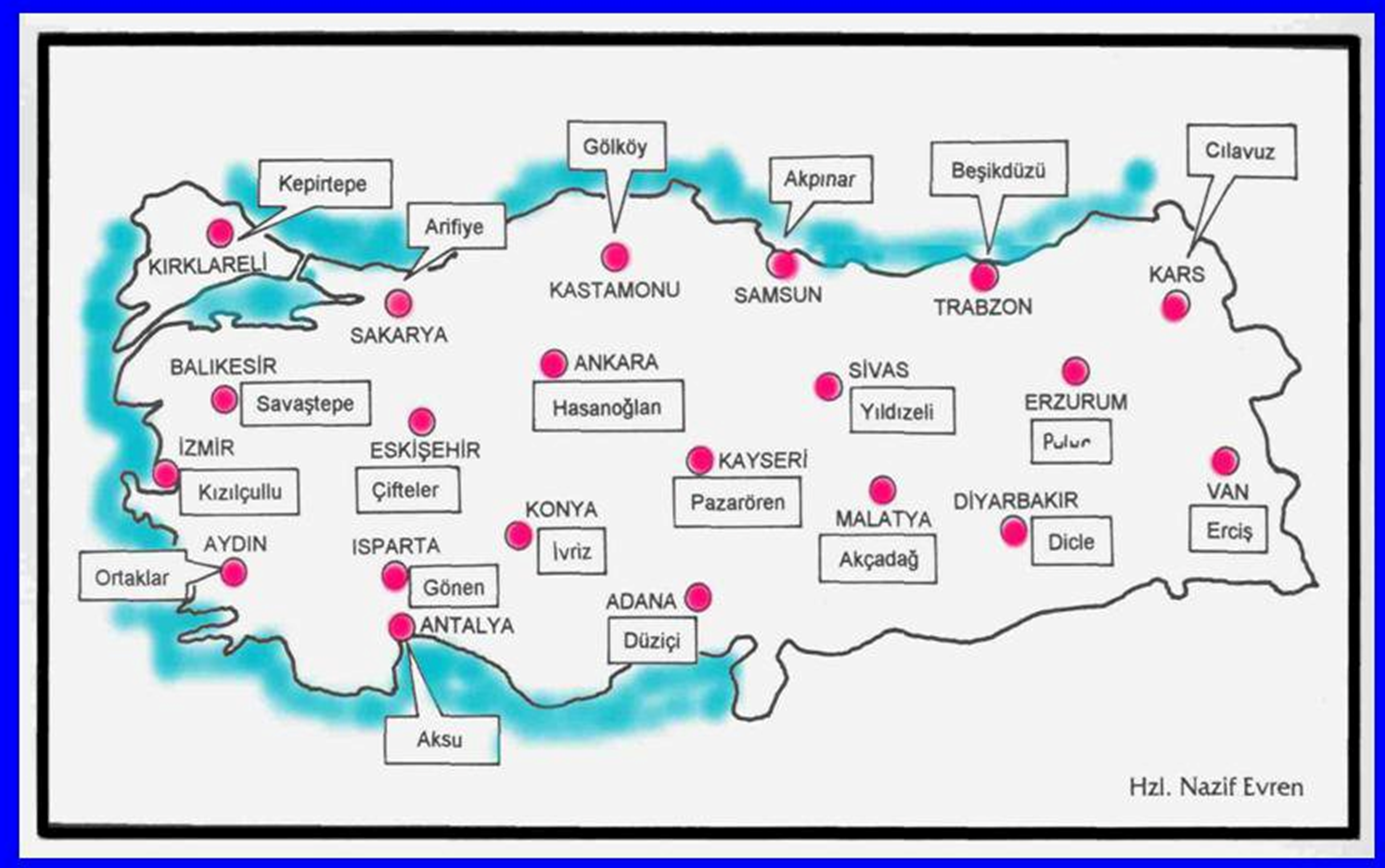 Gölköy
Cılavuz
Kepirtepe
Akpınar
Beşikdüzü
Arifiye
KIRKLARELİ
KASTAMONU
SAMSUN
TRABZON
KARS
SAKARYA
BALIKESİR
Savaştepe
ANKARA
Hasanoğlan
SİVAS
Yıldızeli
ERZURUM
Pulur
İZMİR
Kızılçullu
ESKİŞEHİR
Çifteler
KAYSERİ
Pazarören
MALATYA
Akçadağ
DİYARBAKIR
Dicle
VAN
Erciş
KONYA
İvriz
AYDIN
Ortaklar
ISPARTA
Gönen
ANTALYA
Aksu
ADANA
Düziçi
Hzl. Nazif Evren